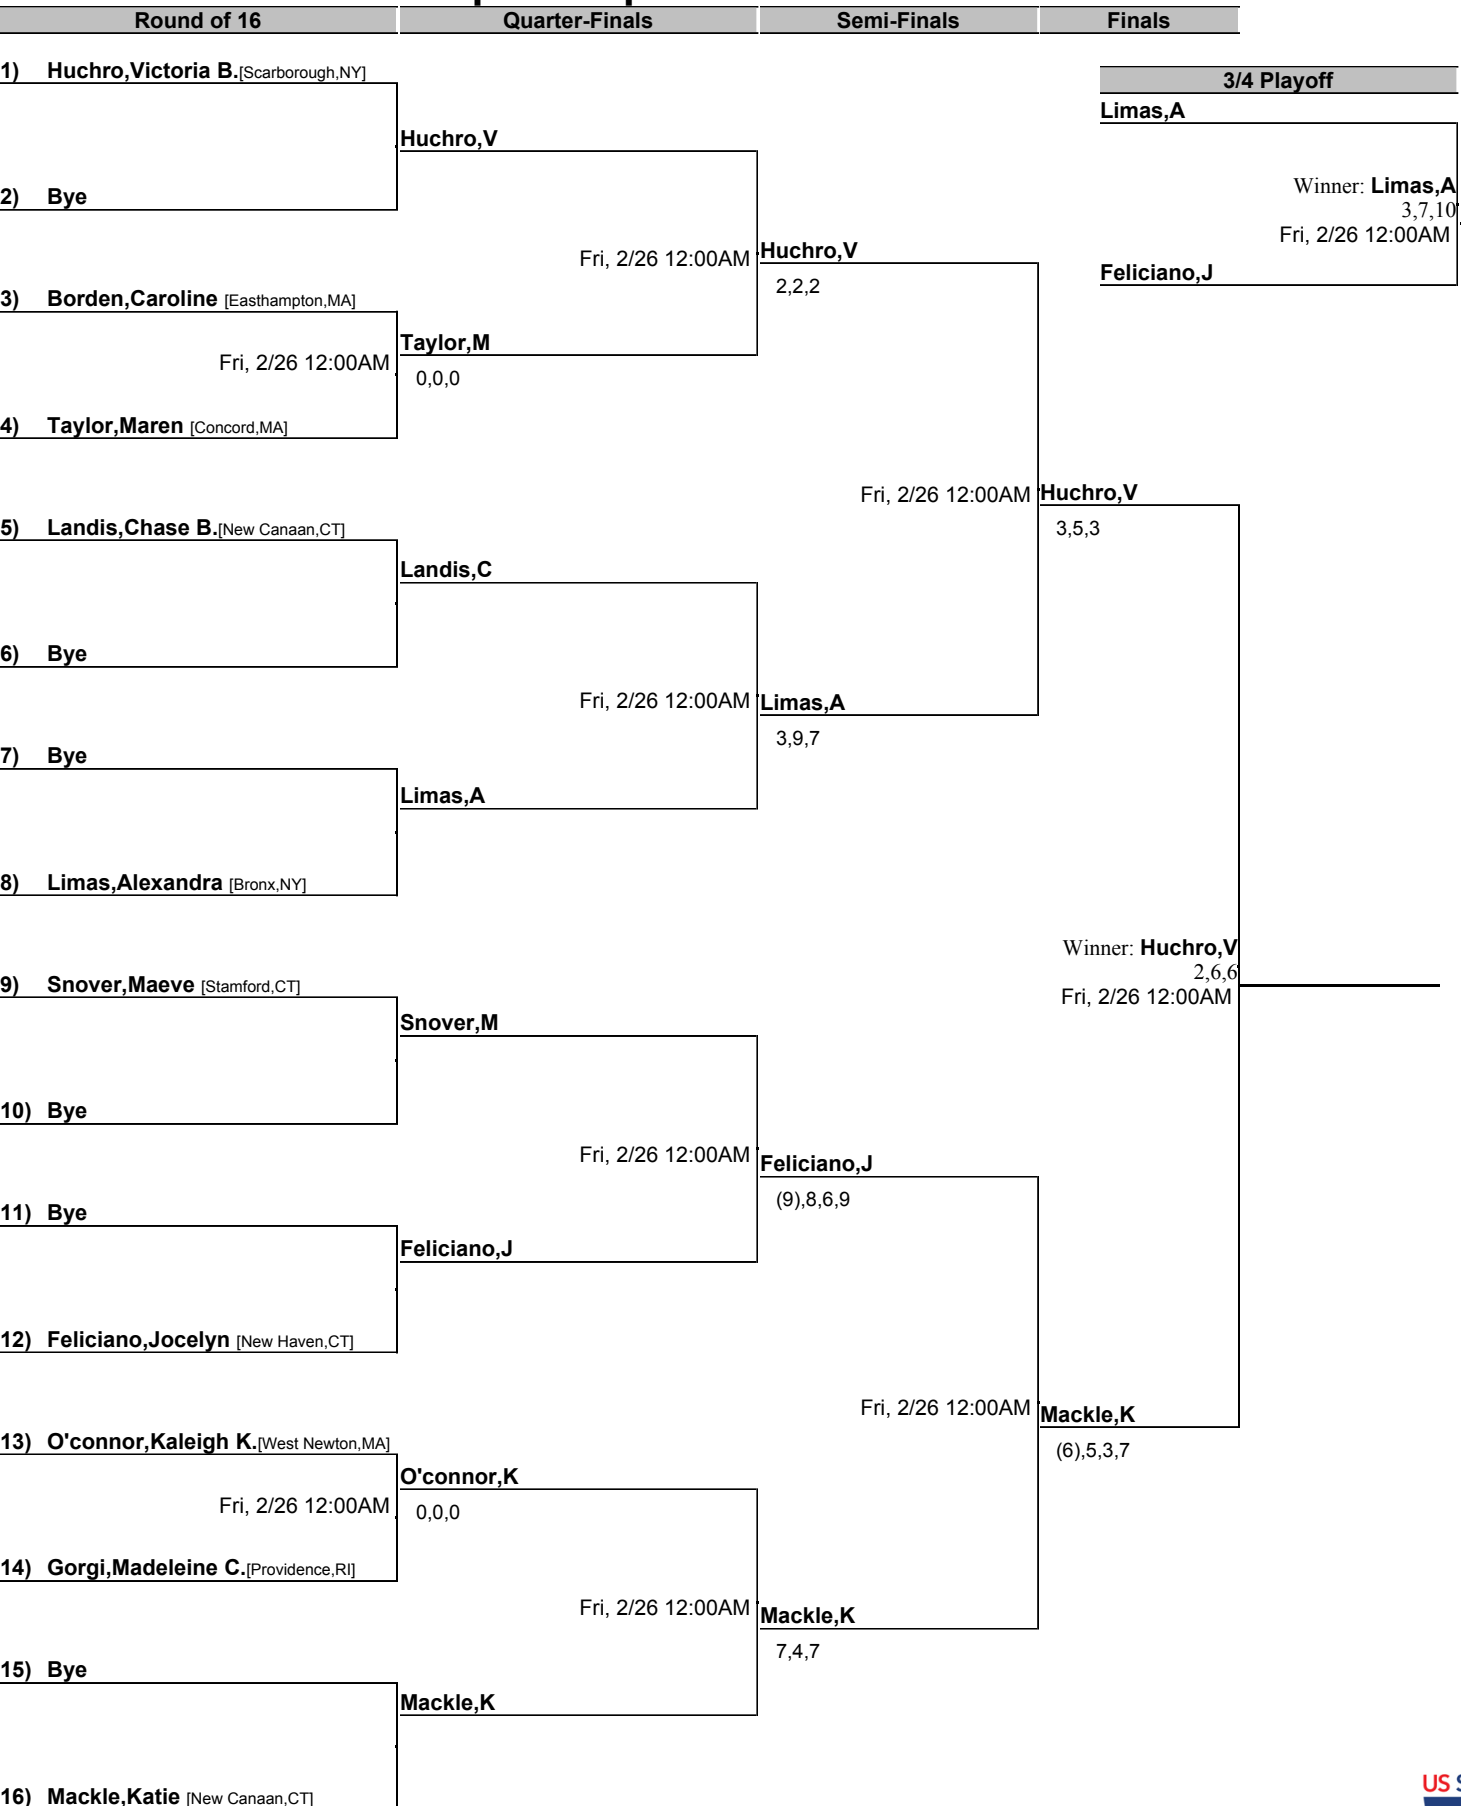 Round of 16 Quarter-Finals Semi-Finals Finals
1) Huchro,Victoria B.[Scarborough,NY]
3/4 Playoff
Limas,A
Huchro,V
Winner: Limas,A
2) Bye
3,7,10
Fri, 2/26 12:00AM
Fri, 2/26 12:00AM Huchro,V
Feliciano,J
2,2,2
3) Borden,Caroline [Easthampton,MA]
Taylor,M
Fri, 2/26 12:00AM
0,0,0
4) Taylor,Maren [Concord,MA]
Fri, 2/26 12:00AM Huchro,V
5) Landis,Chase B.[New Canaan,CT]
3,5,3
Landis,C
6) Bye
Fri, 2/26 12:00AM Limas,A
3,9,7
7) Bye
Limas,A
8) Limas,Alexandra [Bronx,NY]
Winner: Huchro,V
2,6,6
9) Snover,Maeve [Stamford,CT]
Fri, 2/26 12:00AM
Snover,M
10) Bye
Fri, 2/26 12:00AM Feliciano,J
(9),8,6,9
11) Bye
Feliciano,J
12) Feliciano,Jocelyn [New Haven,CT]
Fri, 2/26 12:00AM Mackle,K
13) O'connor,Kaleigh K.[West Newton,MA]
(6),5,3,7
O'connor,K
Fri, 2/26 12:00AM
0,0,0
14) Gorgi,Madeleine C.[Providence,RI]
Fri, 2/26 12:00AM Mackle,K
7,4,7
15) Bye
Mackle,K
US
16) Mackle,Katie [New Canaan,CT]